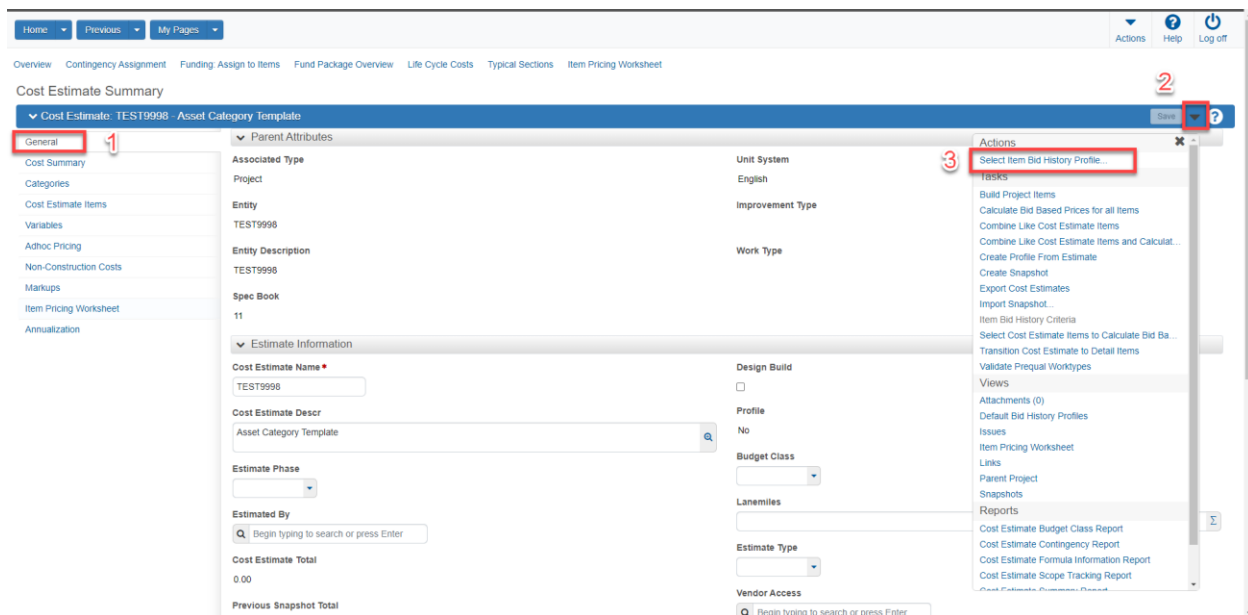 Home Previous My Pages
Actions Help Log off
Overview Contingency Assignment Funding: Assign to Items Fund Package Overview Life Cycle Costs Typical Sections Item Pricing Worksheet
Cost Estimate Summary
2
Cost Estimate: TEST9998 - Asset Category Template
Save
?
General
1
Cost Summary
Categories
Cost Estimate Items
Variables
Adhoc Pricing
Non-Construction Costs
Markups
Item Pricing Worksheet
Annualization
Parent Attributes
Associated Type
Project
Entity
TEST9998
Entity Description
TEST9998
Spec Book
11
Unit System
English
Improvement Type
Work Type
Estimate Information
Cost Estimate Name*
TEST9998
Cost Estimate Descr
Asset Category Template
Estimate Phase
Estimated By
Begin typing to search or press Enter
Cost Estimate Total
0.00
Previous Snapshot Total
Design Build
Profile
No
Budget Class
Lanemiles
Σ
Estimate Type
Vendor Access
Begin typing to search or press Enter
3
Actions
Select Item Bid History Profile...
Tasks
Build Project Items
Calculate Bid Based Prices for all Items
Combine Like Cost Estimate Items
Combine Like Cost Estimate Items and Calculat...
Create Profile From Estimate
Create Snapshot
Export Cost Estimates
Import Snapshot...
Item Bid History Criteria
Select Cost Estimate Items to Calculate Bid Ba...
Transition Cost Estimate to Detail Items
Validate Prequal Worktypes
Views
Attachments (0)
Default Bid History Profiles
Issues
Item Pricing Worksheet
Links
Parent Project
Snapshots
Reports
Cost Estimate Budget Class Report
Cost Estimate Contingency Report
Cost Estimate Formula Information Report
Cost Estimate Scope Tracking Report
Cost Estimate Summary Report